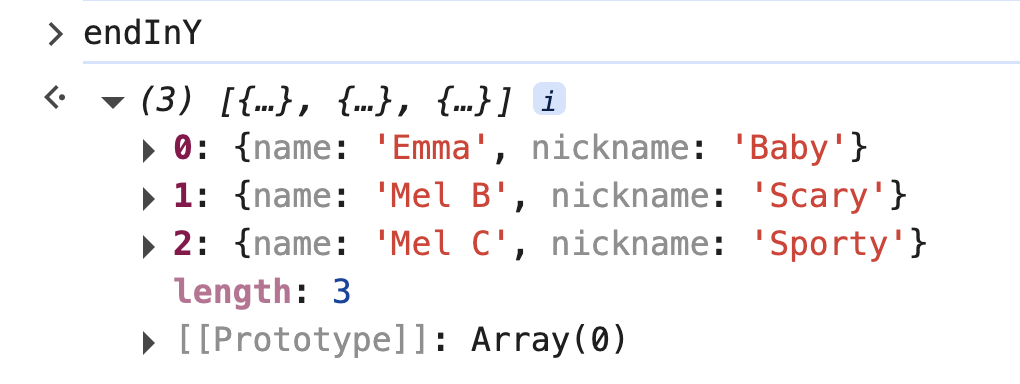 > endInY
<· ▼ (3) [{…}, {…}, {…}] i
▶ 0: {name: 'Emma', nickname: 'Baby'}
▶ 1: {name: 'Mel B', nickname: 'Scary'}
▶ 2: {name: 'Mel C', nickname: 'Sporty'}
length: 3
▶ [[Prototype]]: Array(0)